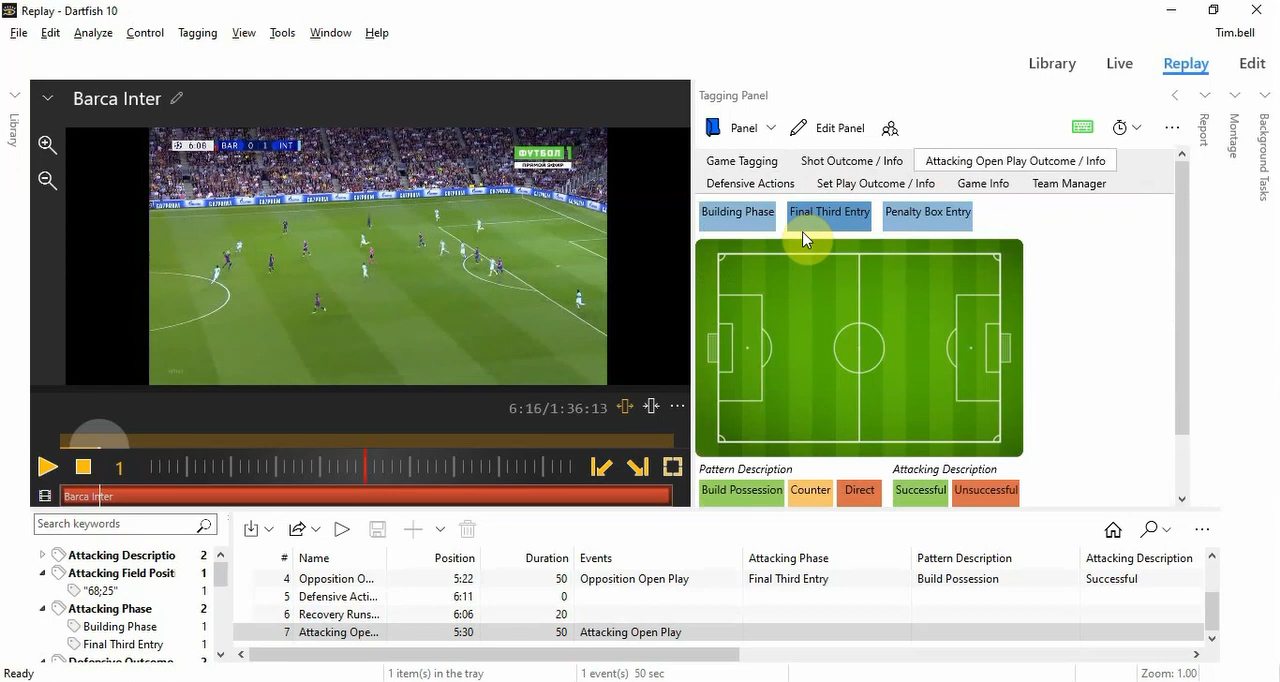 Replay - Dartfish 10
File Edit Analyze Control Tagging View Tools Window Help
Tim.bell
Library Live Replay Edit
Library
Barca Inter
6:08 BAR 0 1 INT
ФУТБОЛ 1
ПРЯМОЙ ЭФИР
6:16/1:36:13
1
Barca Inter
Tagging Panel
Panel Edit Panel
Game Tagging Shot Outcome / Info Attacking Open Play Outcome / Info
Defensive Actions Set Play Outcome / Info Game Info Team Manager
Building Phase Final Third Entry Penalty Box Entry
Pattern Description Attacking Description
Build Possession Counter Direct Successful Unsuccessful
Report
Montage
Background Tasks
Search keywords
Attacking Descriptio 2
Attacking Field Posit 1
"68;25" 1
Attacking Phase 2
Building Phase 1
Final Third Entry 1
Defensive Outcome 2
# Name Position Duration Events Attacking Phase Pattern Description Attacking Description
4 Opposition O... 5:22 50 Opposition Open Play Final Third Entry Build Possession Successful
5 Defensive Acti... 6:11 0
6 Recovery Runs... 6:06 20
7 Attacking Ope... 5:30 50 Attacking Open Play
Ready 1 item(s) in the tray 1 event(s) 50 sec Zoom: 1.00